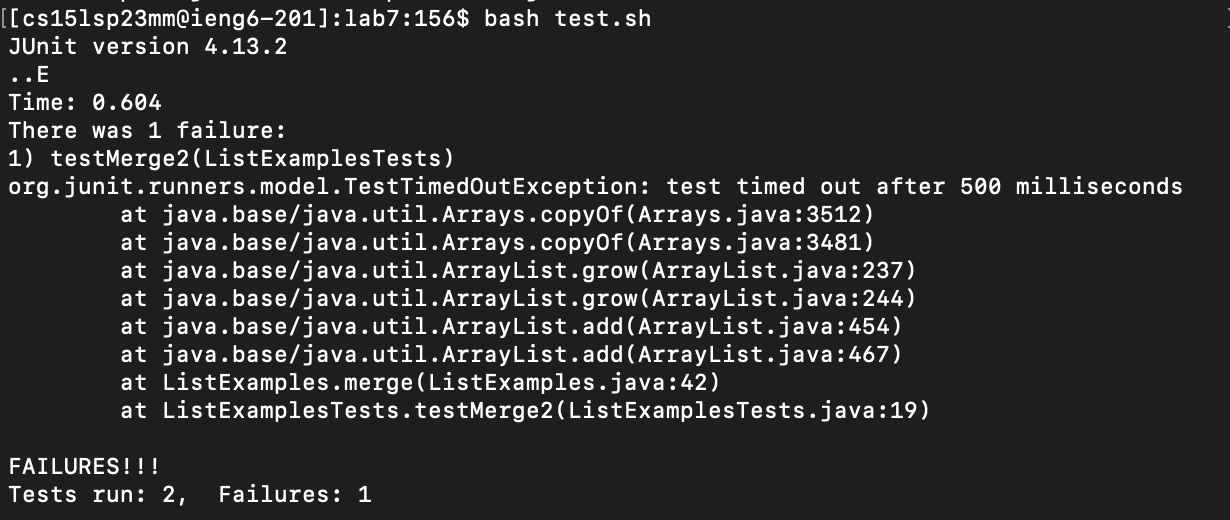 [[cs15lsp23mm@ieng6-201]:lab7:156$ bash test.sh
JUnit version 4.13.2
..E
Time: 0.604
There was 1 failure:
1) testMerge2(ListExamplesTests)
org.junit.runners.model.TestTimedOutException: test timed out after 500 milliseconds
        at java.base/java.util.Arrays.copyOf(Arrays.java:3512)
        at java.base/java.util.Arrays.copyOf(Arrays.java:3481)
        at java.base/java.util.ArrayList.grow(ArrayList.java:237)
        at java.base/java.util.ArrayList.grow(ArrayList.java:244)
        at java.base/java.util.ArrayList.add(ArrayList.java:454)
        at java.base/java.util.ArrayList.add(ArrayList.java:467)
        at ListExamples.merge(ListExamples.java:42)
        at ListExamplesTests.testMerge2(ListExamplesTests.java:19)

FAILURES!!!
Tests run: 2,  Failures: 1